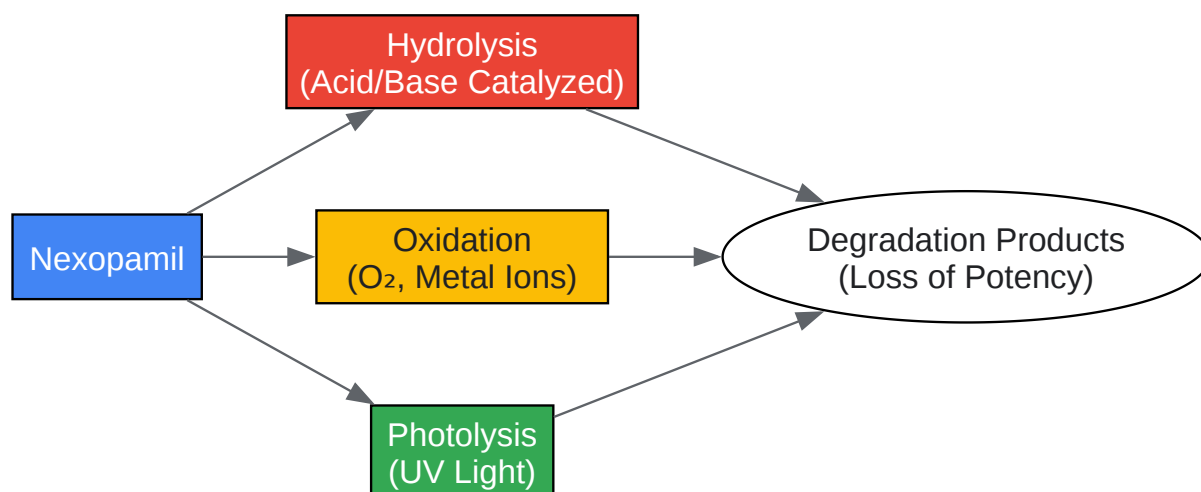 Hydrolysis
(Acid/Base Catalyzed)
Nexopamil
Oxidation
(O₂, Metal Ions)
Degradation Products
(Loss of Potency)
Photolysis
(UV Light)